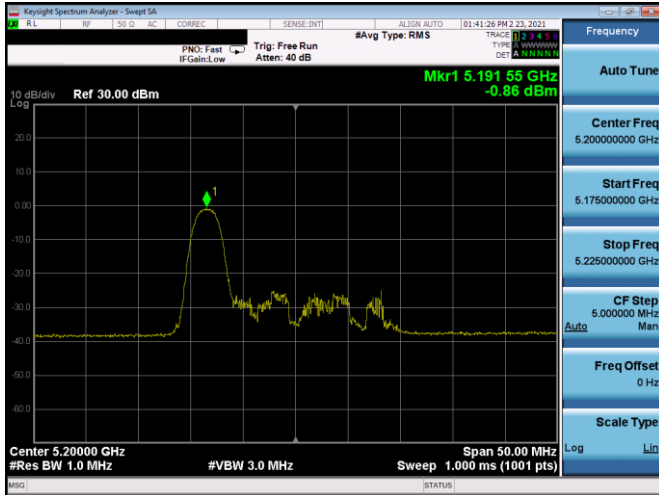 Keysight Spectrum Analyzer - Swept SA
RL RF 50 Ω AC CORREC SENSE:INT ALIGN AUTO 01:41:26 PM 2 23, 2021
Frequency
#Avg Type: RMS TRACE 1 2 3 4 5 6
PNO: Fast Trig: Free Run TYPE A WWWWW
IFGain:Low Atten: 40 dB DET A N N N N N
Auto Tune
Mkr1 5.191 55 GHz
-0.86 dBm
10 dB/div Ref 30.00 dBm
Log
20.0
10.0
0.00
-10.0
-20.0
-30.0
-40.0
-50.0
-60.0
1
Center Freq
5.200000000 GHz
Start Freq
5.175000000 GHz
Stop Freq
5.225000000 GHz
CF Step
5.000000 MHz
Auto Man
Freq Offset
0 Hz
Scale Type
Log Lin
Center 5.20000 GHz Span 50.00 MHz
#Res BW 1.0 MHz #VBW 3.0 MHz Sweep 1.000 ms (1001 pts)
MSG STATUS